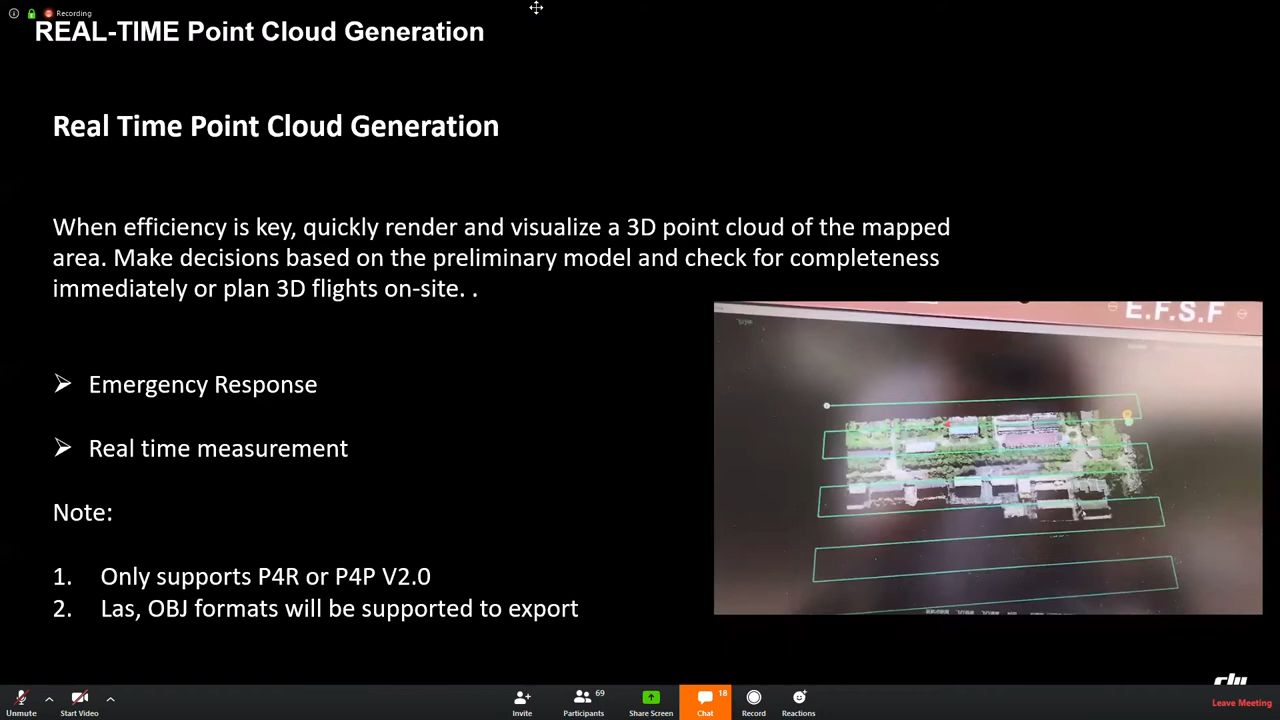 Recording
REAL-TIME Point Cloud Generation
Real Time Point Cloud Generation
When efficiency is key, quickly render and visualize a 3D point cloud of the mapped
area. Make decisions based on the preliminary model and check for completeness
immediately or plan 3D flights on-site. .
Emergency Response
Real time measurement
Note:
1. Only supports P4R or P4P V2.0
2. Las, OBJ formats will be supported to export
E.F.S.F
dji
Unmute
Start Video
Invite
69
Participants
Share Screen
18
Chat
Record
Reactions
Leave Meeting